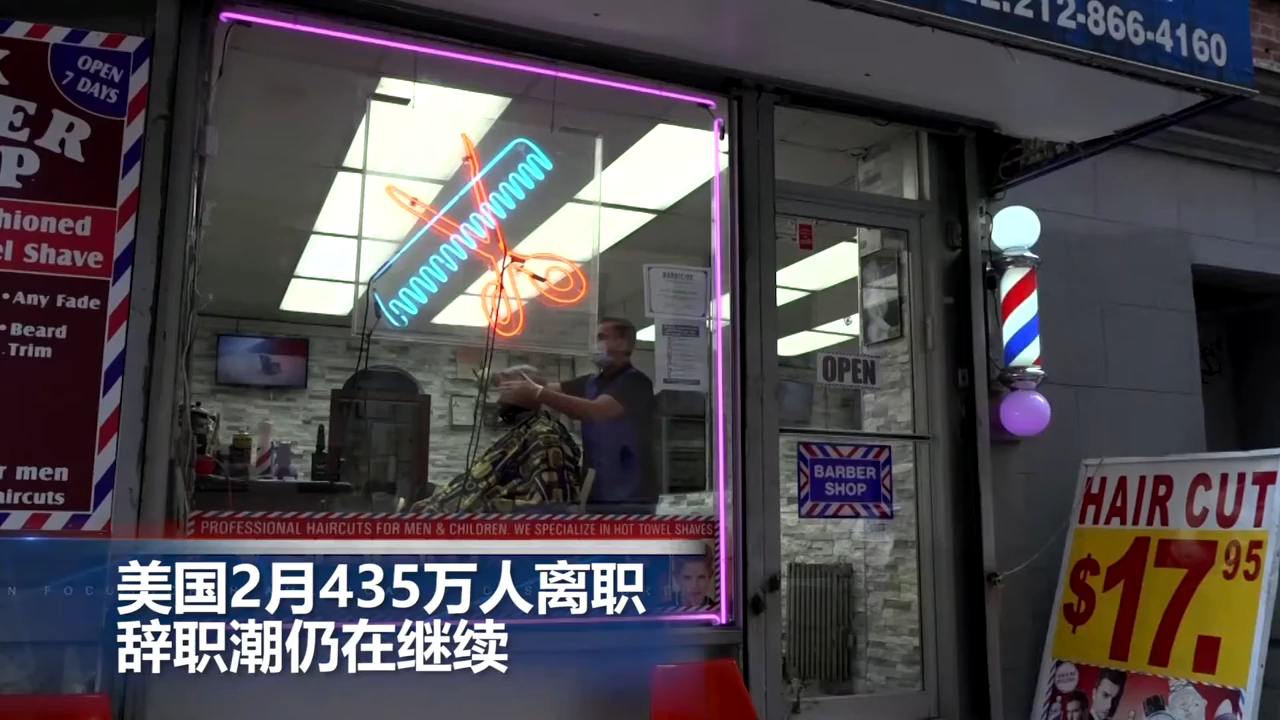 212-866-4160
OPEN
7 DAYS
ER
P
el Shave
• Any Fade
• Beard
Trim
men
OPEN
BARBER
SHOP
PROFESSIONAL HAIRCUTS FOR MEN & CHILDREN. WE SPECIALIZE IN HOT TOWEL SHAVES
HAIR CUT
$17.95
美国2月435万人离职
辞职潮仍在继续